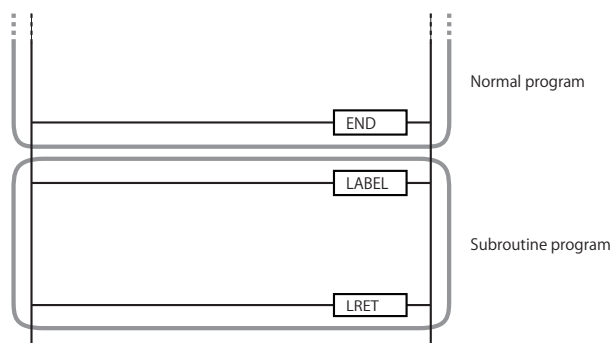 Normal program
END
LABEL
Subroutine program
LRET